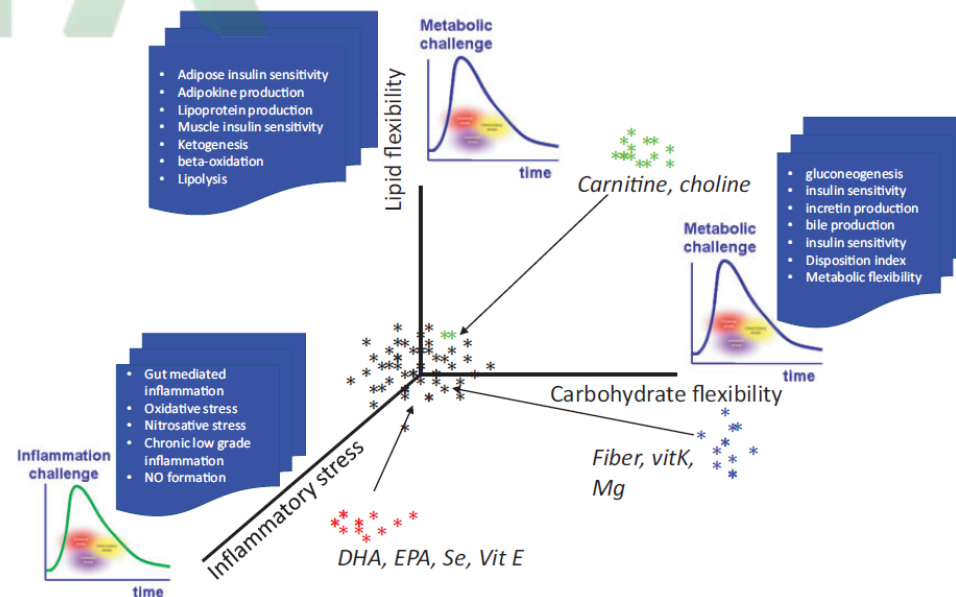 Metabolic
challenge
time
Lipid flexibility
• Adipose insulin sensitivity
• Adipokine production
• Lipoprotein production
• Muscle insulin sensitivity
• Ketogenesis
• beta-oxidation
• Lipolysis
Carnitine, choline
• gluconeogenesis
• insulin sensitivity
• incretin production
• bile production
• insulin sensitivity
• Disposition index
• Metabolic flexibility
Metabolic
challenge
time
Carbohydrate flexibility
• Gut mediated
inflammation
• Oxidative stress
• Nitrosative stress
• Chronic low grade
inflammation
• NO formation
Inflammation
challenge
time
Inflammatory stress
Fiber, vitK,
Mg
DHA, EPA, Se, Vit E